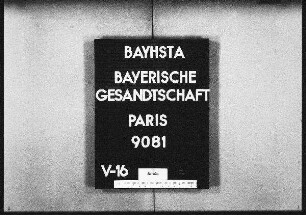 BAYHSTA
BAYERISCHE
GESANDTSCHAFT
PARIS
9081
V-16